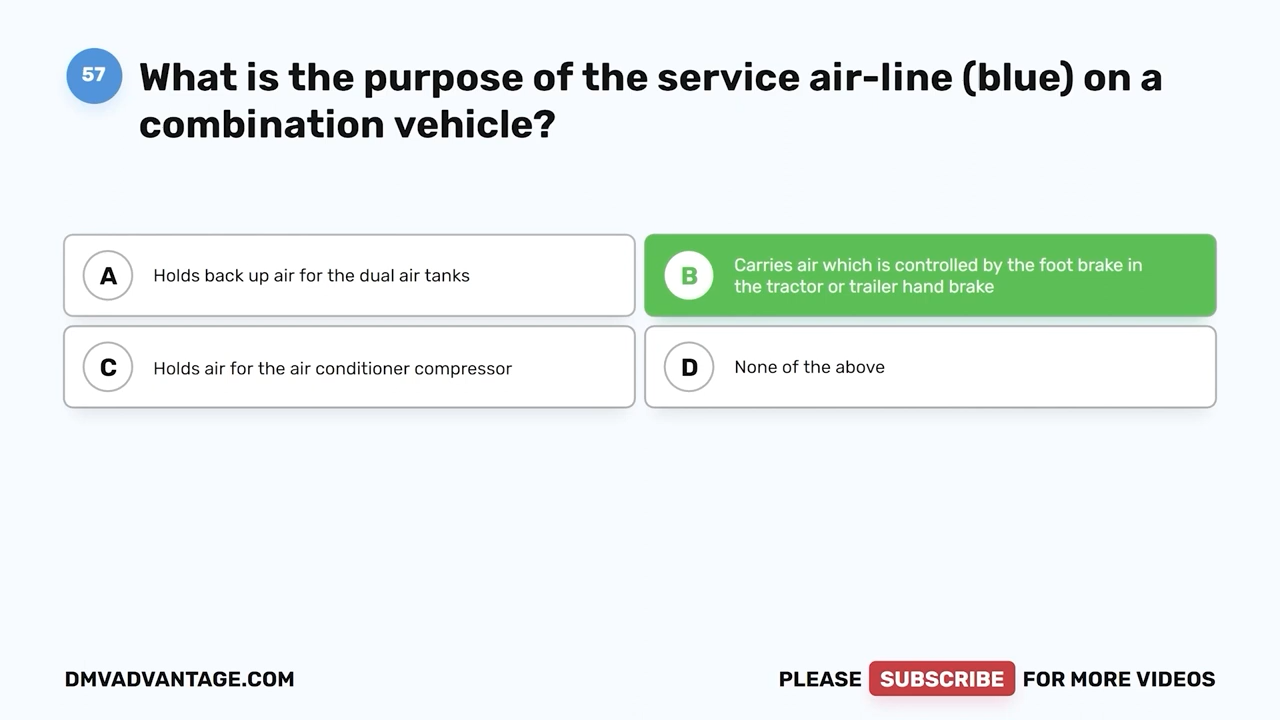 57
What is the purpose of the service air-line (blue) on a
combination vehicle?
A
Holds back up air for the dual air tanks
B
Carries air which is controlled by the foot brake in
the tractor or trailer hand brake
C
Holds air for the air conditioner compressor
D
None of the above
DMVADVANTAGE.COM
PLEASE SUBSCRIBE FOR MORE VIDEOS